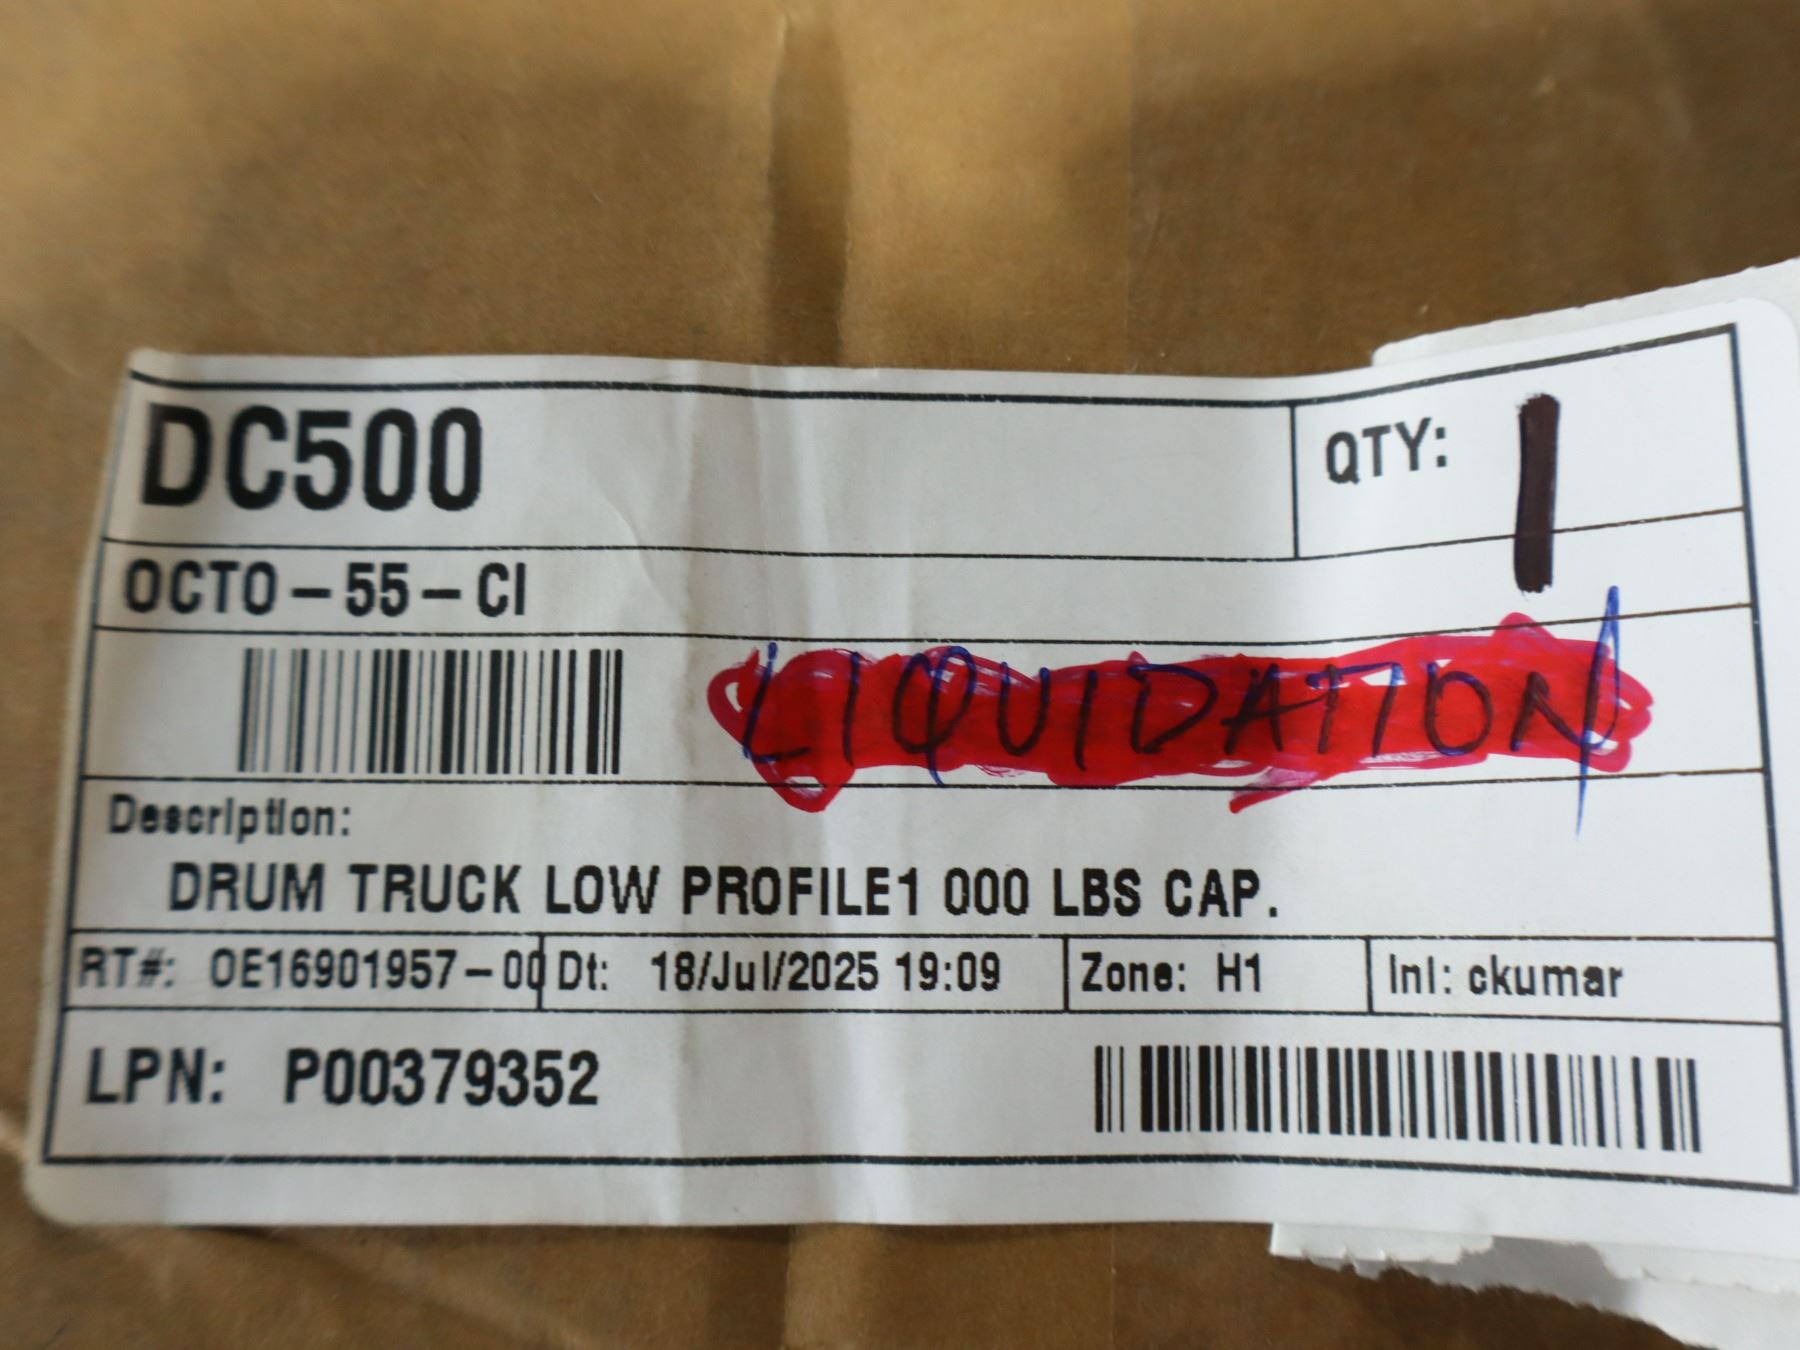 DC500
QTY: 1
OCTO-55-CI
LIQUIDATION
Description:
DRUM TRUCK LOW PROFILE1 000 LBS CAP.
RT#: OE16901957-00 Dt: 18/Jul/2025 19:09 Zone: H1 Inl: ckumar
LPN: P00379352